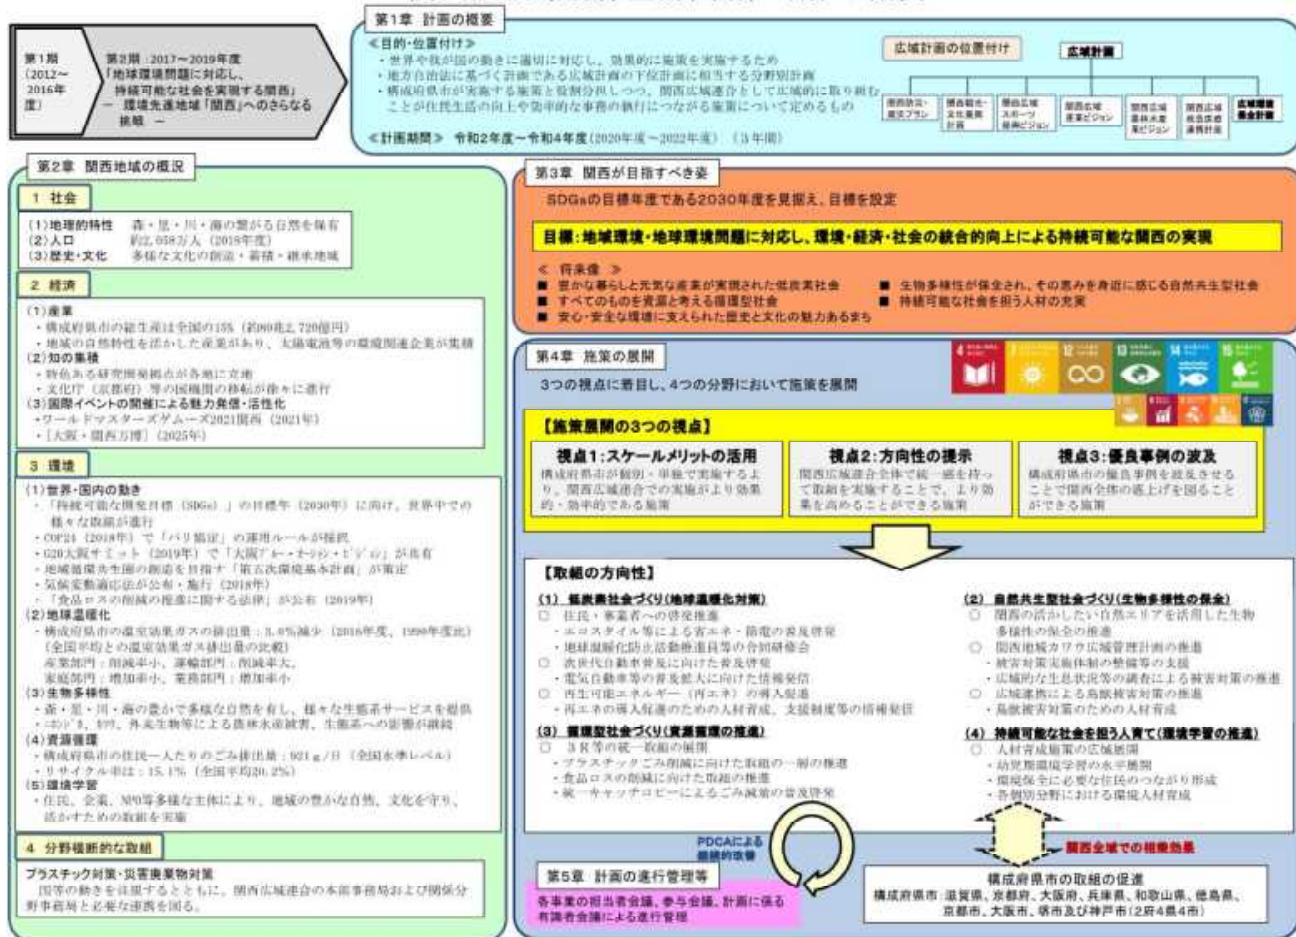 第1期
(2012～
2016年
度)
第2期：2017～2019年度
「地球環境問題に対応し、
持続可能な社会を実現する関西」
－ 環境先進地域「関西」へのさらなる
挑戦 －
第1章 計画の概要
≪目的・位置付け≫
・世界や我が国の動きに適切に対応し、効果的に施策を実施するため
・地方自治法に基づく計画である広域計画の下位計画に相当する分野別計画
・構成府県市が実施する施策と役割分担しつつ、関西広域連合として広域的に取り組む
ことが住民生活の向上や効率的な事務の執行につながる施策について定めるもの
≪計画期間≫ 令和2年度～令和4年度(2020年度～2022年度) (3年間)
広域計画の位置付け
広域計画
関西防災・
減災プラン
関西観光・
文化振興
計画
関西広域
スポーツ
振興ビジョン
関西広域
産業ビジョン
関西広域
農林水産
業ビジョン
関西広域
救急医療
連携計画
広域環境
保全計画
第2章 関西地域の概況
1 社会
(1)地理的特性 森・里・川・海の繋がる自然を保有
(2)人口 約2,058万人 (2018年度)
(3)歴史・文化 多様な文化の創造・蓄積・継承地域
2 経済
(1)産業
・構成府県市の総生産は全国の15% (約80兆2,720億円)
・地域の自然特性を活かした産業があり、太陽電池等の環境関連企業が集積
(2)知の集積
・特色ある研究開発拠点が各地に立地
・文化庁 (京都府) 等の国機関の移転が徐々に進行
(3)国際イベントの開催による魅力発信・活性化
・ワールドマスターズゲームズ2021関西 (2021年)
・[大阪・関西万博] (2025年)
3 環境
(1)世界・国内の動き
・「持続可能な開発目標 (SDGs) 」の目標年 (2030年) に向け、世界中での
様々な取組が進行
・COP24 (2018年) で「パリ協定」の運用ルールが採択
・G20大阪サミット (2019年) で「大阪ﾌﾞﾙｰ・ｵｰｼｬﾝ・ﾋﾞｼﾞｮﾝ」が共有
・地域循環共生圏の創造を目指す「第五次環境基本計画」が策定
・気候変動適応法が公布・施行 (2018年)
・「食品ロスの削減の推進に関する法律」が公布 (2019年)
(2)地球温暖化
・構成府県市の温室効果ガスの排出量：3.0%減少 (2016年度、1990年度比)
(全国平均との温室効果ガス排出量の比較)
産業部門：削減率小、運輸部門：削減率大、
家庭部門：増加率小、業務部門：増加率小
(3)生物多様性
・森・里・川・海の豊かで多様な自然を有し、様々な生態系サービスを提供
・ﾆﾎﾝｼﾞｶ、ｶﾜｳ、外来生物等による農林水産被害、生態系への影響が継続
(4)資源循環
・構成府県市の住民一人たりのごみ排出量：921g/日 (全国水準レベル)
・リサイクル率は：15.1% (全国平均20.2%)
(5)環境学習
・住民、企業、NPO等多様な主体により、地域の豊かな自然、文化を守り、
活かすための取組を実施
4 分野横断的な取組
プラスチック対策・災害廃棄物対策
国等の動きを注視するとともに、関西広域連合の本部事務局および関係分
野事務局と必要な連携を図る。
第3章 関西が目指すべき姿
SDGsの目標年度である2030年度を見据え、目標を設定
目標：地域環境・地球環境問題に対応し、環境・経済・社会の統合的向上による持続可能な関西の実現
≪ 将来像 ≫
■ 豊かな暮らしと元気な産業が実現された低炭素社会
■ 生物多様性が保全され、その恵みを身近に感じる自然共生型社会
■ すべてのものを資源と考える循環型社会
■ 持続可能な社会を担う人材の充実
■ 安心・安全な環境に支えられた歴史と文化の魅力あるまち
第4章 施策の展開
3つの視点に着目し、4つの分野において施策を展開
4
7
12
13
14
15
【施策展開の3つの視点】
視点1：スケールメリットの活用
構成府県市が個別・単独で実施するよ
り、関西広域連合での実施がより効果
的・効率的である施策
視点2：方向性の提示
関西広域連合全体で統一感を持っ
て取組を実施することで、より効
果を高めることができる施策
視点3：優良事例の波及
構成府県市の優良事例を波及させる
ことで関西全体の底上げを図ること
ができる施策
【取組の方向性】
(1) 低炭素社会づくり(地球温暖化対策)
○ 住民・事業者への啓発推進
・エコスタイル等による省エネ・節電の普及啓発
・地球温暖化防止活動推進員等の合同研修会
○ 次世代自動車普及に向けた普及啓発
・電気自動車等の普及拡大に向けた情報発信
○ 再生可能エネルギー (再エネ) の導入促進
・再エネの導入促進のための人材育成、支援制度等の情報発信
(2) 自然共生型社会づくり(生物多様性の保全)
○ 関西の活かしたい自然エリアを活用した生物
多様性の保全の推進
○ 関西地域カワウ広域管理計画の推進
・被害対策実施体制の整備等の支援
・広域的な生息状況等の調査による被害対策の推進
○ 広域連携による鳥獣被害対策の推進
・鳥獣被害対策のための人材育成
(3) 循環型社会づくり(資源循環の推進)
○ 3R等の統一取組の展開
・プラスチックごみ削減に向けた取組の一層の推進
・食品ロスの削減に向けた取組の推進
・統一キャッチコピーによるごみ減量の普及啓発
(4) 持続可能な社会を担う人育て(環境学習の推進)
○ 人材育成施策の広域展開
・幼児期環境学習の水平展開
・環境保全に必要な住民のつながり形成
・各個別分野における環境人材育成
PDCAによる
継続的改善
関西全域での相乗効果
第5章 計画の進行管理等
各事業の担当者会議、参与会議、計画に係る
有識者会議による進行管理
構成府県市の取組の促進
構成府県市：滋賀県、京都府、大阪府、兵庫県、和歌山県、徳島県、
京都市、大阪市、堺市及び神戸市(2府4県4市)